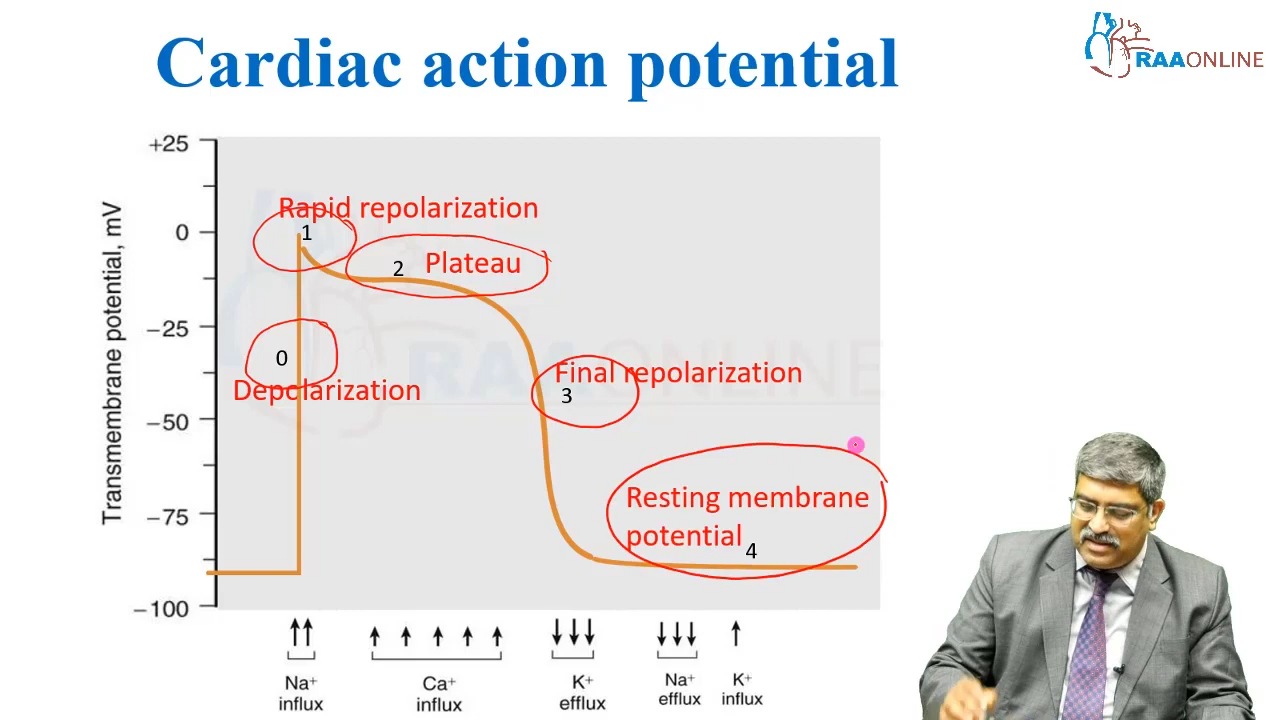 Cardiac action potential
RAAONLINE
+25
Rapid repolarization
0
1
2
Plateau
Transmembrane potential, mV
−25
0
Final repolarization
Depolarization
3
−50
RAAONLINE
Resting membrane
−75
potential
4
−100
Na+
influx
Ca+
influx
K+
efflux
Na+
efflux
K+
influx